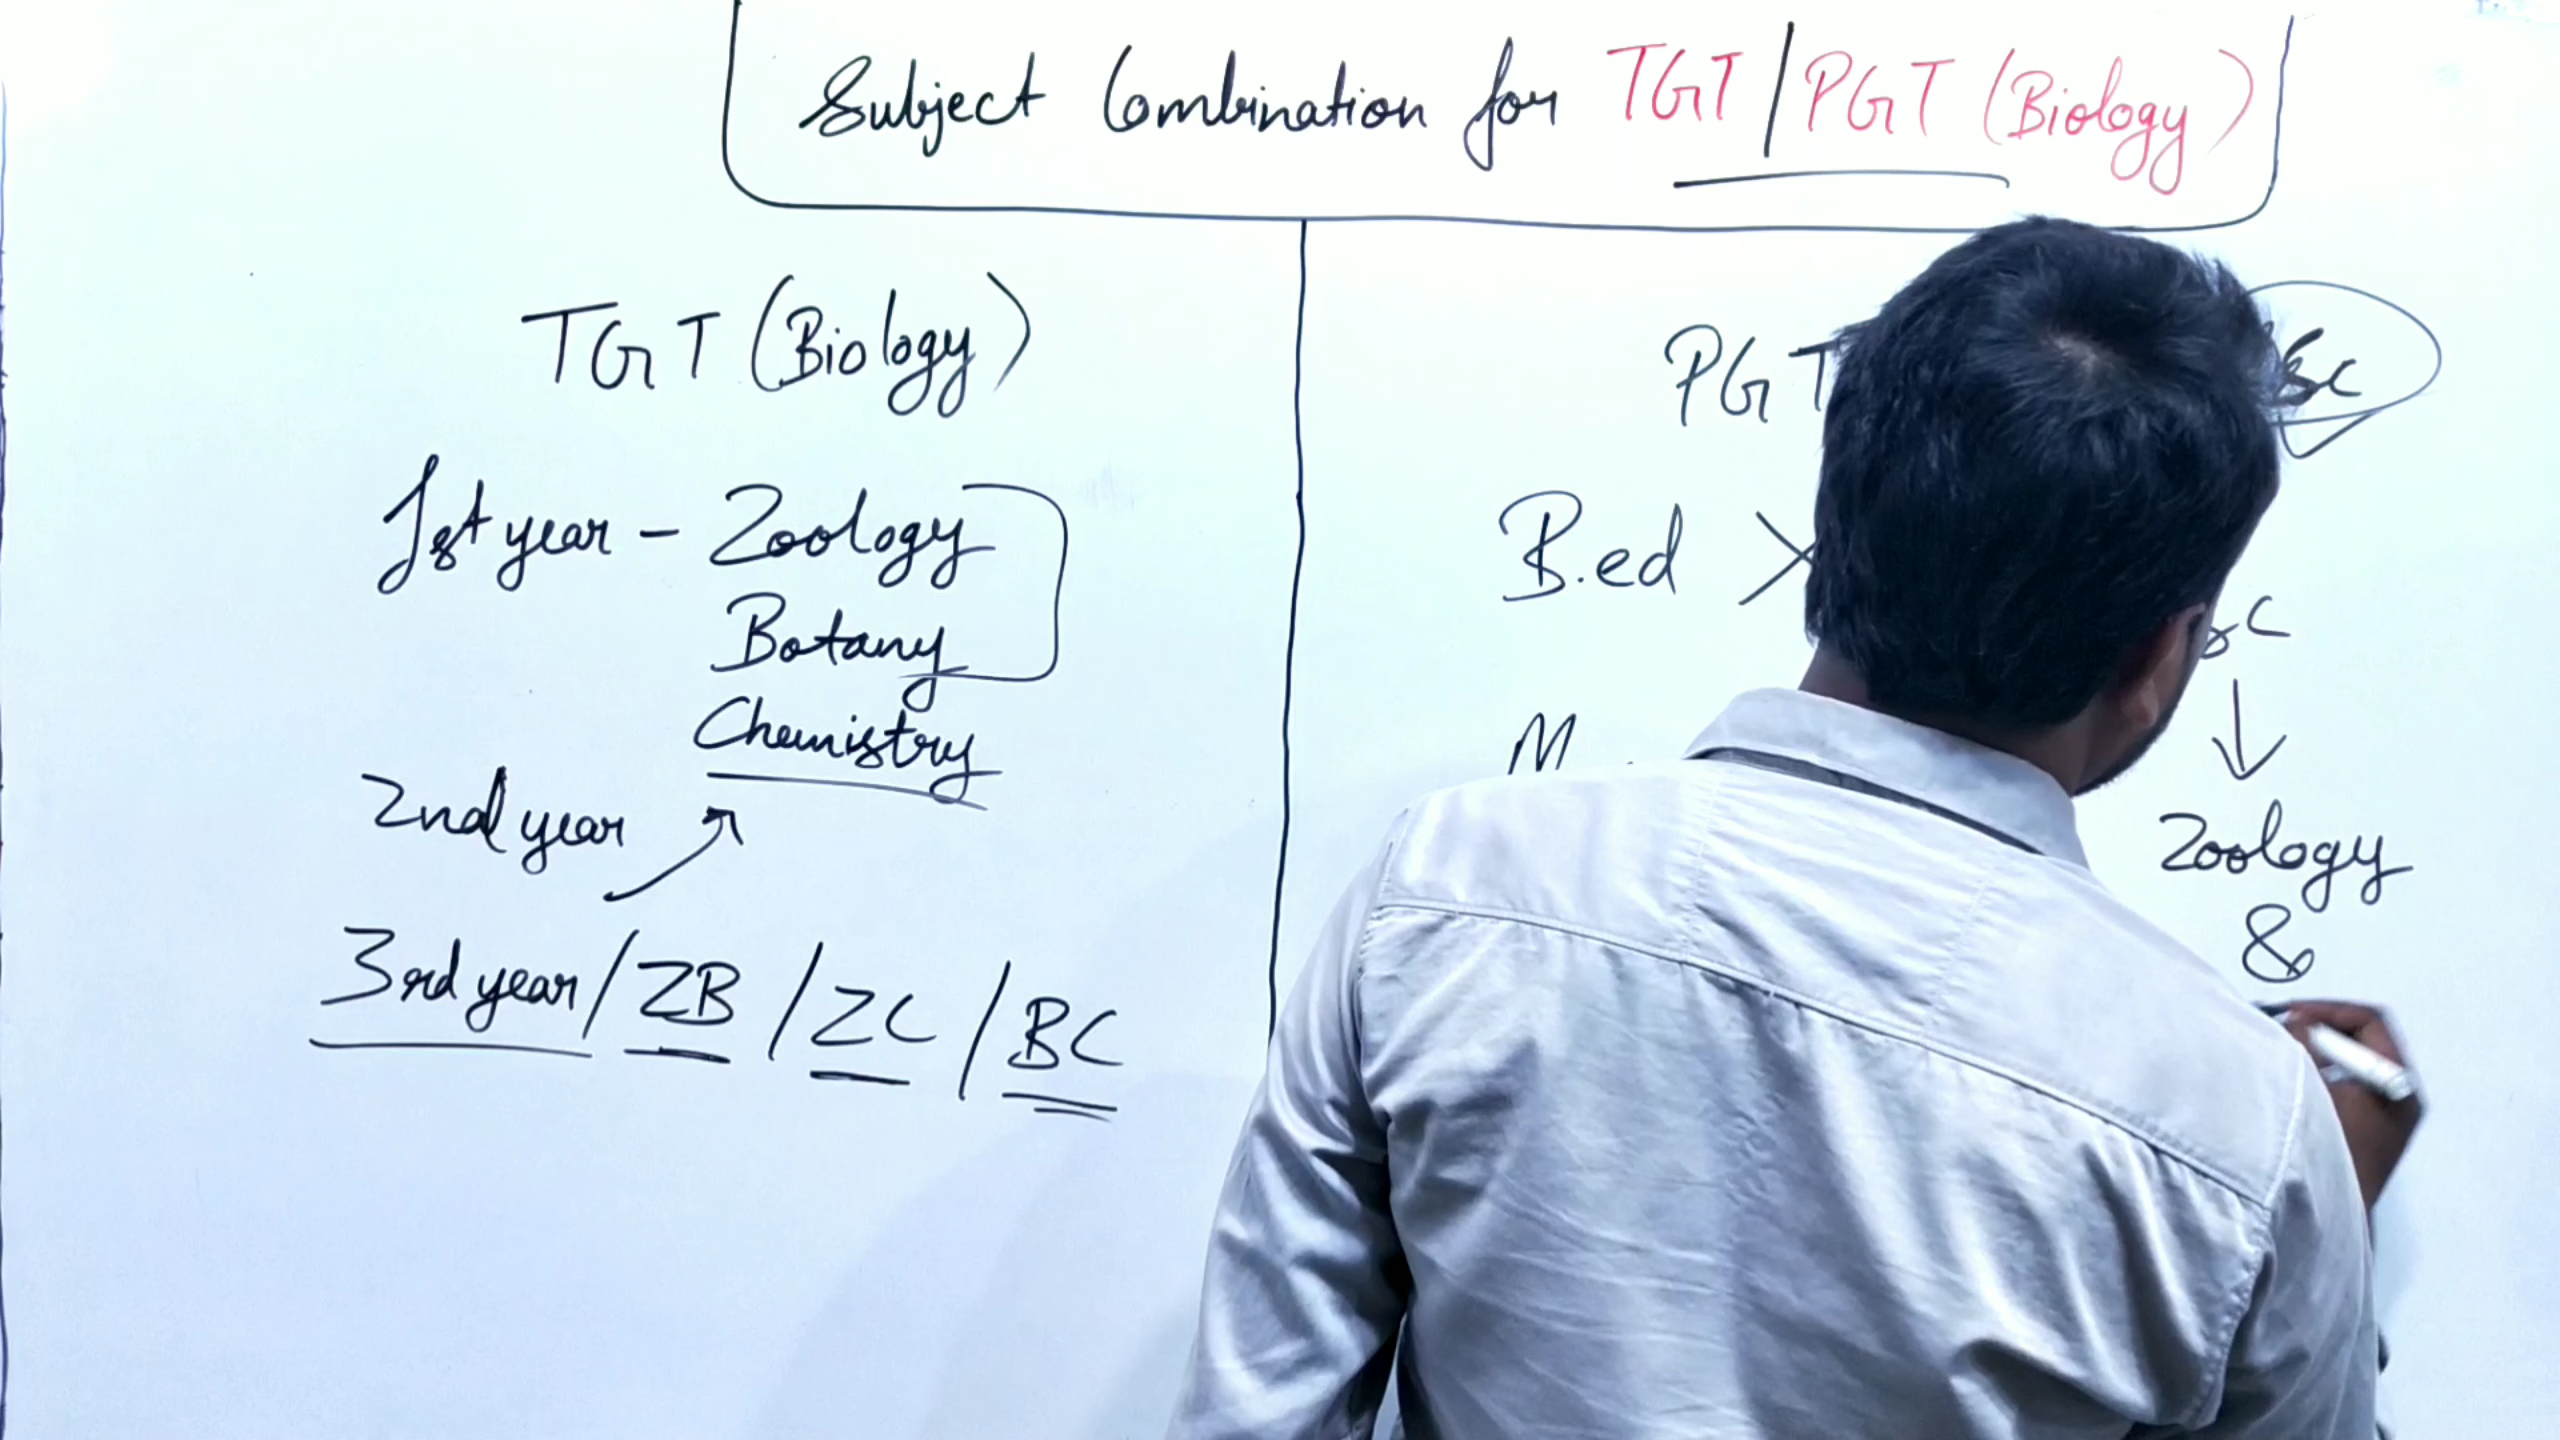 Subject Combination for TGT / PGT (Biology)
TGT (Biology)
1st year - Zoology
Botany
Chemistry
2nd year
3rd year / ZB / ZC / BC
PGT
B.ed X
Zoology
&